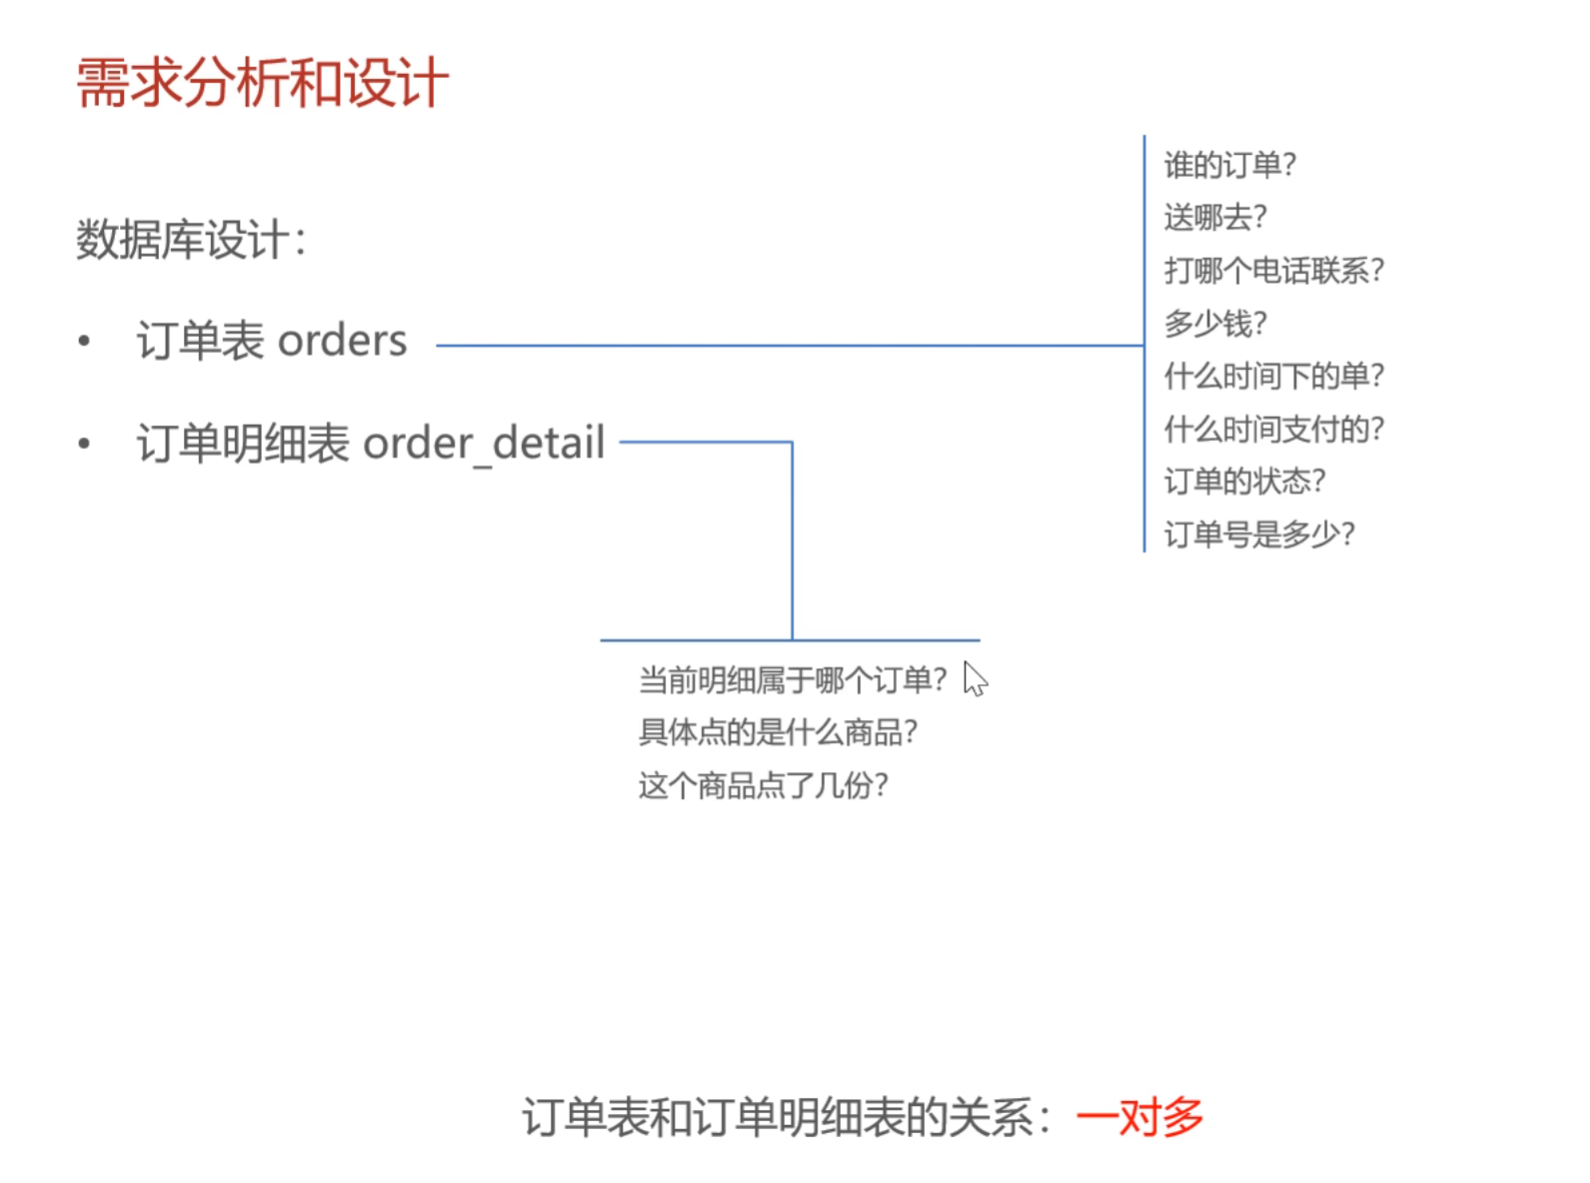 需求分析和设计
数据库设计：
• 订单表 orders
• 订单明细表 order_detail
谁的订单？
送哪去？
打哪个电话联系？
多少钱？
什么时间下的单？
什么时间支付的？
订单的状态？
订单号是多少？
当前明细属于哪个订单？
具体点的是什么商品？
这个商品点了几份？
订单表和订单明细表的关系：一对多